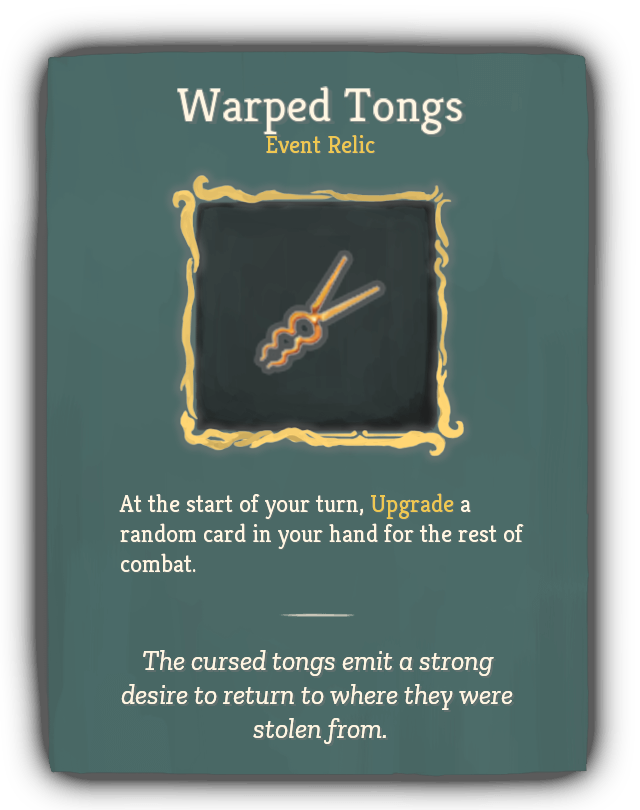 Warped Tongs
Event Relic
At the start of your turn, Upgrade a
random card in your hand for the rest of
combat.
The cursed tongs emit a strong
desire to return to where they were
stolen from.